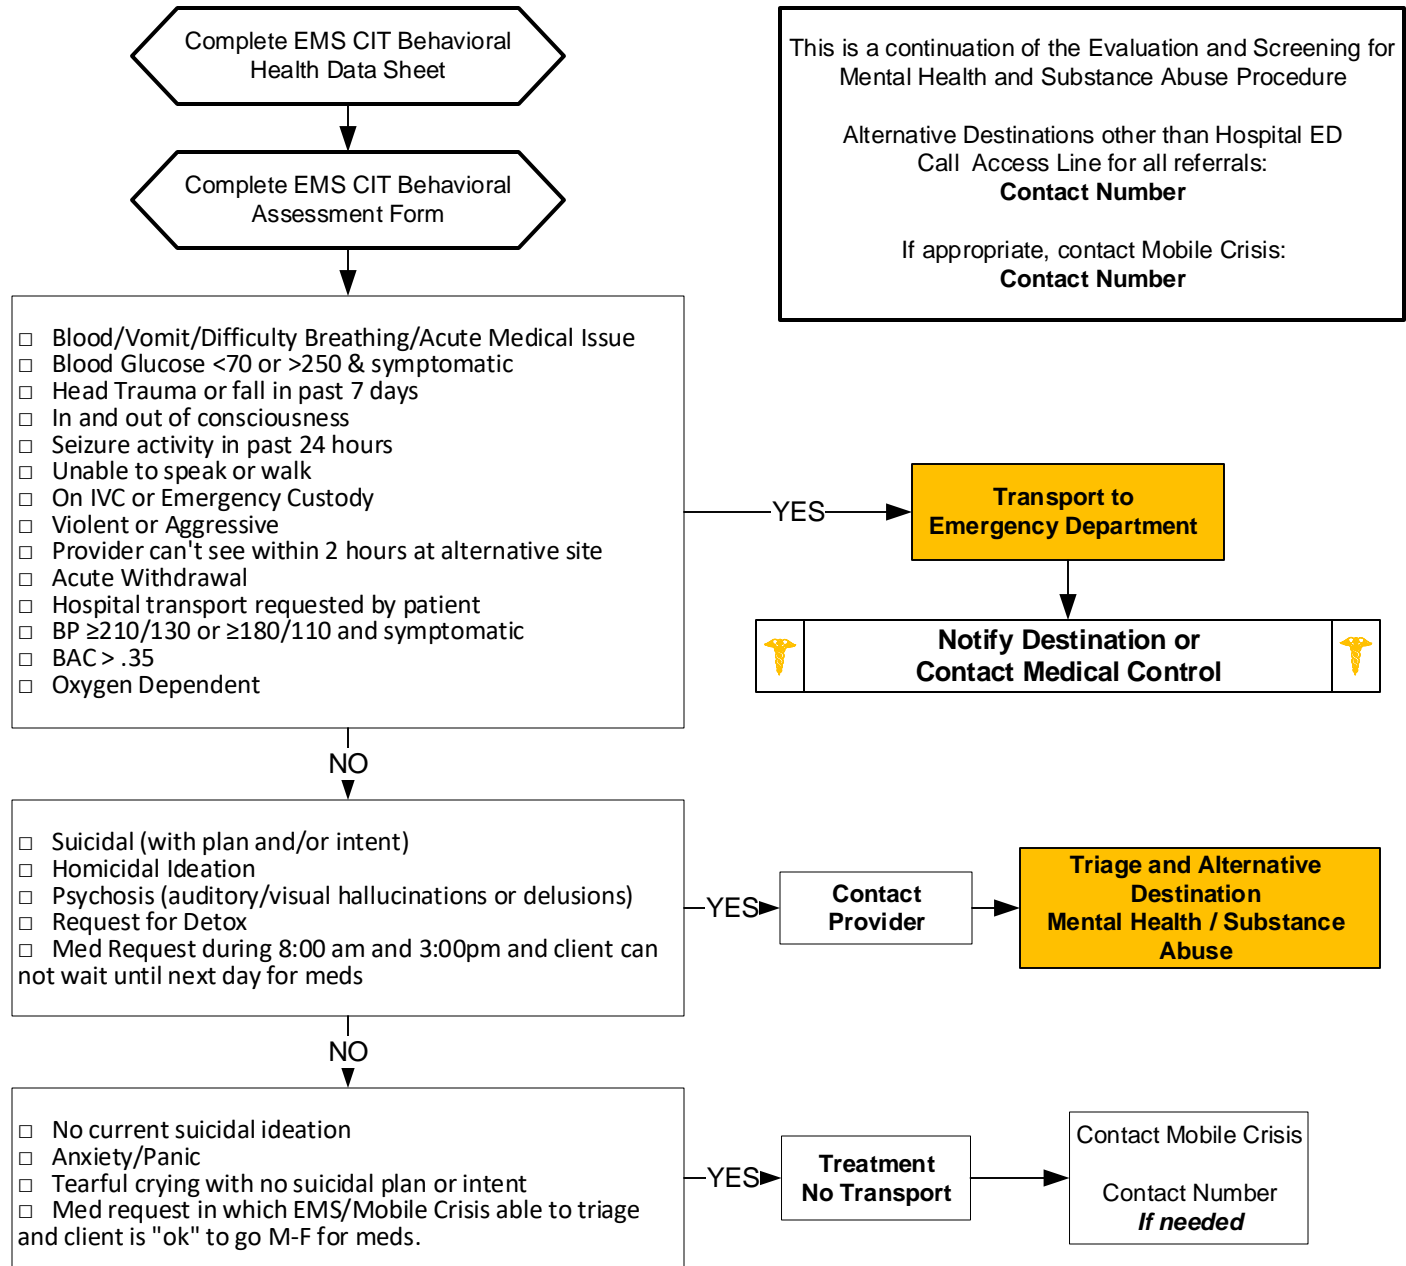 Complete EMS CIT Behavioral
Health Data Sheet
This is a continuation of the Evaluation and Screening for
Mental Health and Substance Abuse Procedure
Alternative Destinations other than Hospital ED
Call Access Line for all referrals:
Contact Number
If appropriate, contact Mobile Crisis:
Contact Number
Complete EMS CIT Behavioral
Assessment Form
□ Blood/Vomit/Difficulty Breathing/Acute Medical Issue
□ Blood Glucose <70 or >250 & symptomatic
□ Head Trauma or fall in past 7 days
□ In and out of consciousness
□ Seizure activity in past 24 hours
□ Unable to speak or walk
□ On IVC or Emergency Custody
□ Violent or Aggressive
□ Provider can't see within 2 hours at alternative site
□ Acute Withdrawal
□ Hospital transport requested by patient
□ BP ≥210/130 or ≥180/110 and symptomatic
□ BAC > .35
□ Oxygen Dependent
YES
Transport to
Emergency Department
Notify Destination or
Contact Medical Control
NO
□ Suicidal (with plan and/or intent)
□ Homicidal Ideation
□ Psychosis (auditory/visual hallucinations or delusions)
□ Request for Detox
□ Med Request during 8:00 am and 3:00pm and client can
not wait until next day for meds
YES
Contact
Provider
Triage and Alternative
Destination
Mental Health / Substance
Abuse
NO
□ No current suicidal ideation
□ Anxiety/Panic
□ Tearful crying with no suicidal plan or intent
□ Med request in which EMS/Mobile Crisis able to triage
and client is "ok" to go M-F for meds.
YES
Treatment
No Transport
Contact Mobile Crisis
Contact Number
If needed